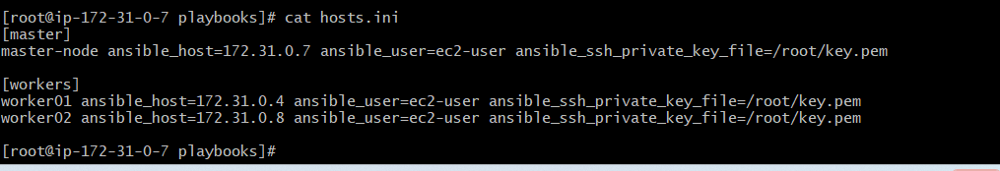 [root@ip-172-31-0-7 playbooks]# cat hosts.ini
[master]
master-node ansible_host=172.31.0.7 ansible_user=ec2-user ansible_ssh_private_key_file=/root/key.pem
[workers]
worker01 ansible_host=172.31.0.4 ansible_user=ec2-user ansible_ssh_private_key_file=/root/key.pem
worker02 ansible_host=172.31.0.8 ansible_user=ec2-user ansible_ssh_private_key_file=/root/key.pem
[root@ip-172-31-0-7 playbooks]#